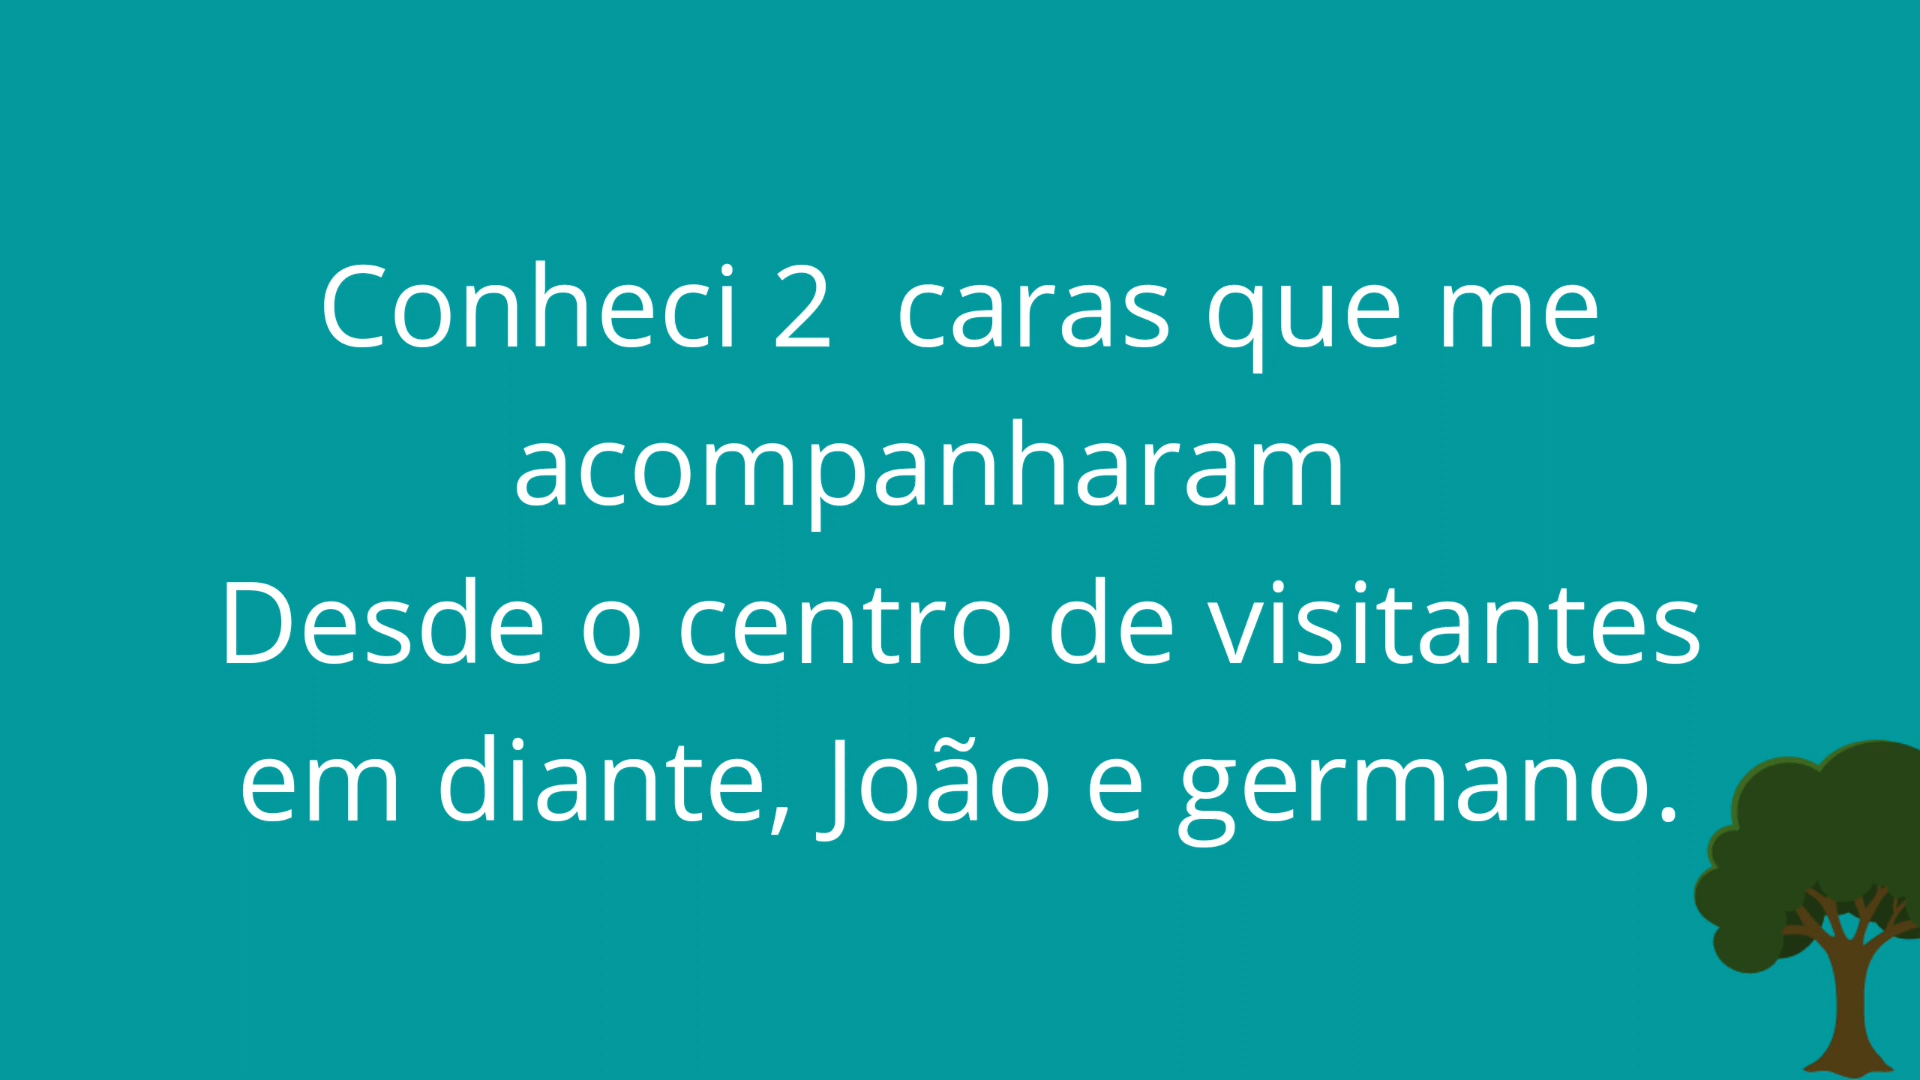 Conheci 2  caras que me
acompanharam
Desde o centro de visitantes
em diante, João e germano.